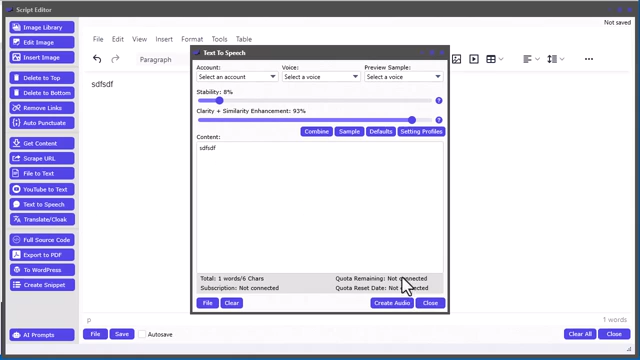 Script Editor
Not saved
Image Library
Edit Image
Insert Image
Delete to Top
Delete to Bottom
Remove Links
Auto Punctuate
Get Content
Scrape URL
File to Text
YouTube to Text
Text to Speech
Translate/Cloak
Full Source Code
Export to PDF
To WordPress
Create Snippet
AI Prompts
File Edit View Insert Format Tools Table
Paragraph
sdfsdf
Text To Speech
Account: Voice: Preview Sample:
Select an account Select a voice Select a voice
Stability: 8%
Clarity + Similarity Enhancement: 93%
Combine Sample Defaults Setting Profiles
Content:
sdfsdf
Total: 1 words/6 Chars Quota Remaining: Not connected
Subscription: Not connected Quota Reset Date: Not connected
File Clear Create Audio Close
p 1 words
File Save Autosave Clear All Close